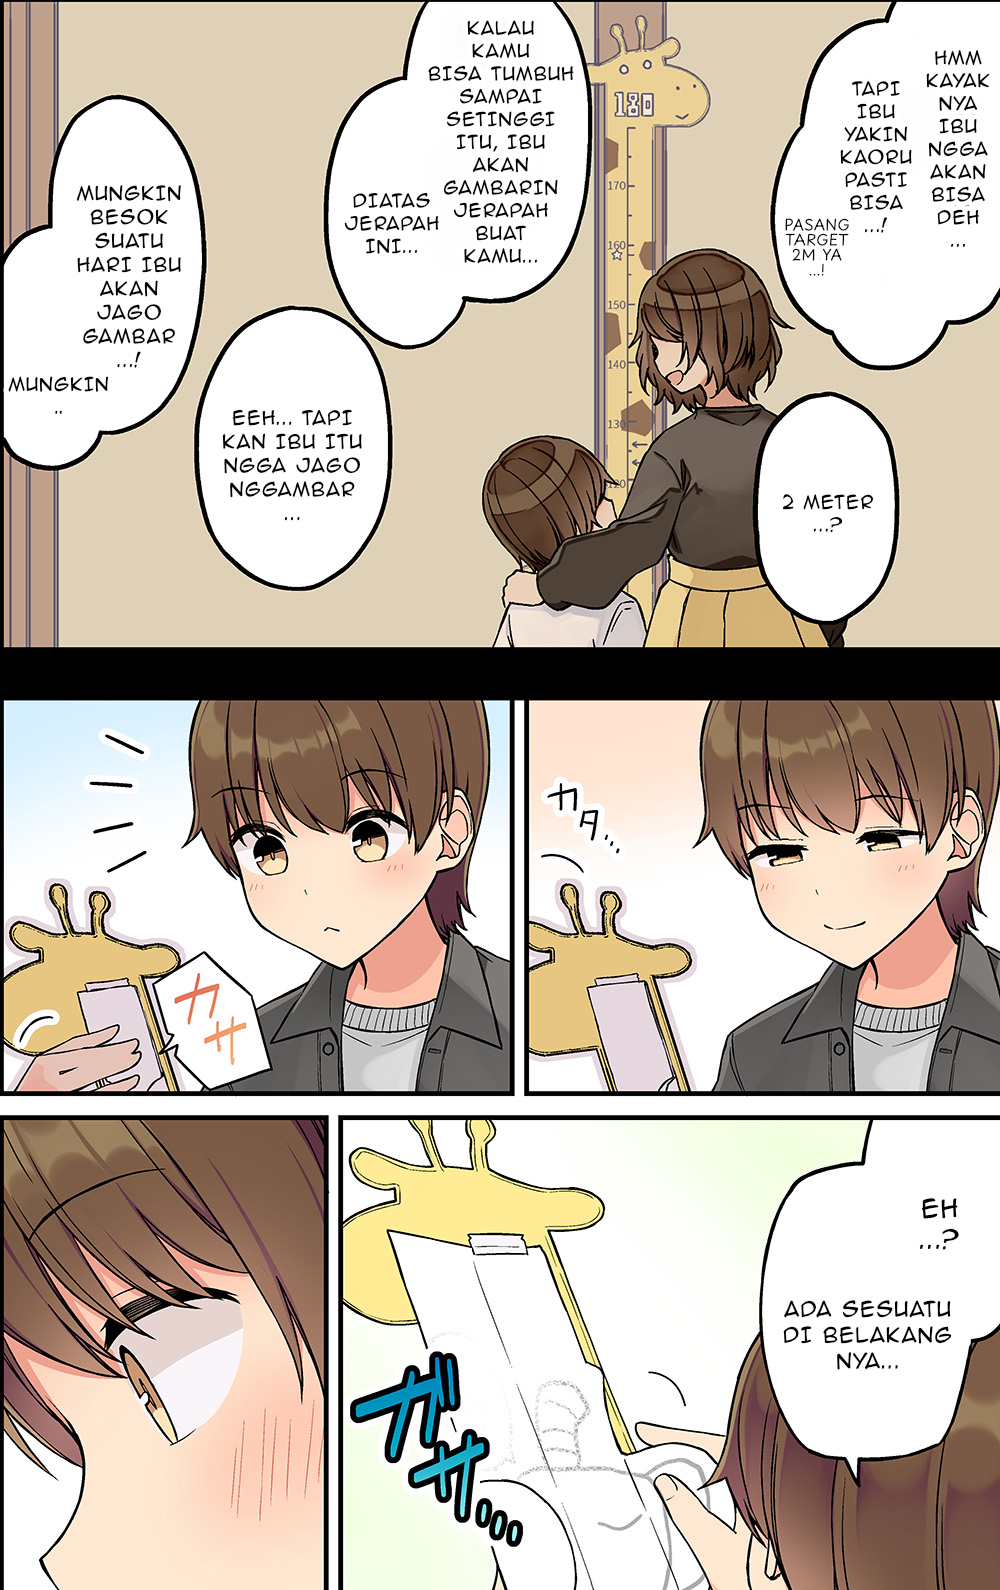 HMM
KAYAK
NYA
IBU
NGGA
AKAN
BISA
DEH
...
TAPI
IBU
YAKIN
KAORU
PASTI
BISA
...!
PASANG
TARGET
2M YA
...!
2 METER
...?
KALAU
KAMU
BISA TUMBUH
SAMPAI
SETINGGI
ITU, IBU
AKAN
GAMBARIN
JERAPAH
BUAT
KAMU...
DIATAS
JERAPAH
INI...
EEH... TAPI
KAN IBU ITU
NGGA JAGO
NGGAMBAR
...
MUNGKIN
BESOK
SUATU
HARI IBU
AKAN
JAGO
GAMBAR
...!
MUNGKIN
..
180
170
160
150
140
130
120
カタ...
カサ
EH
...?
ADA SESUATU
DI BELAKANG
NYA...
ガサ...